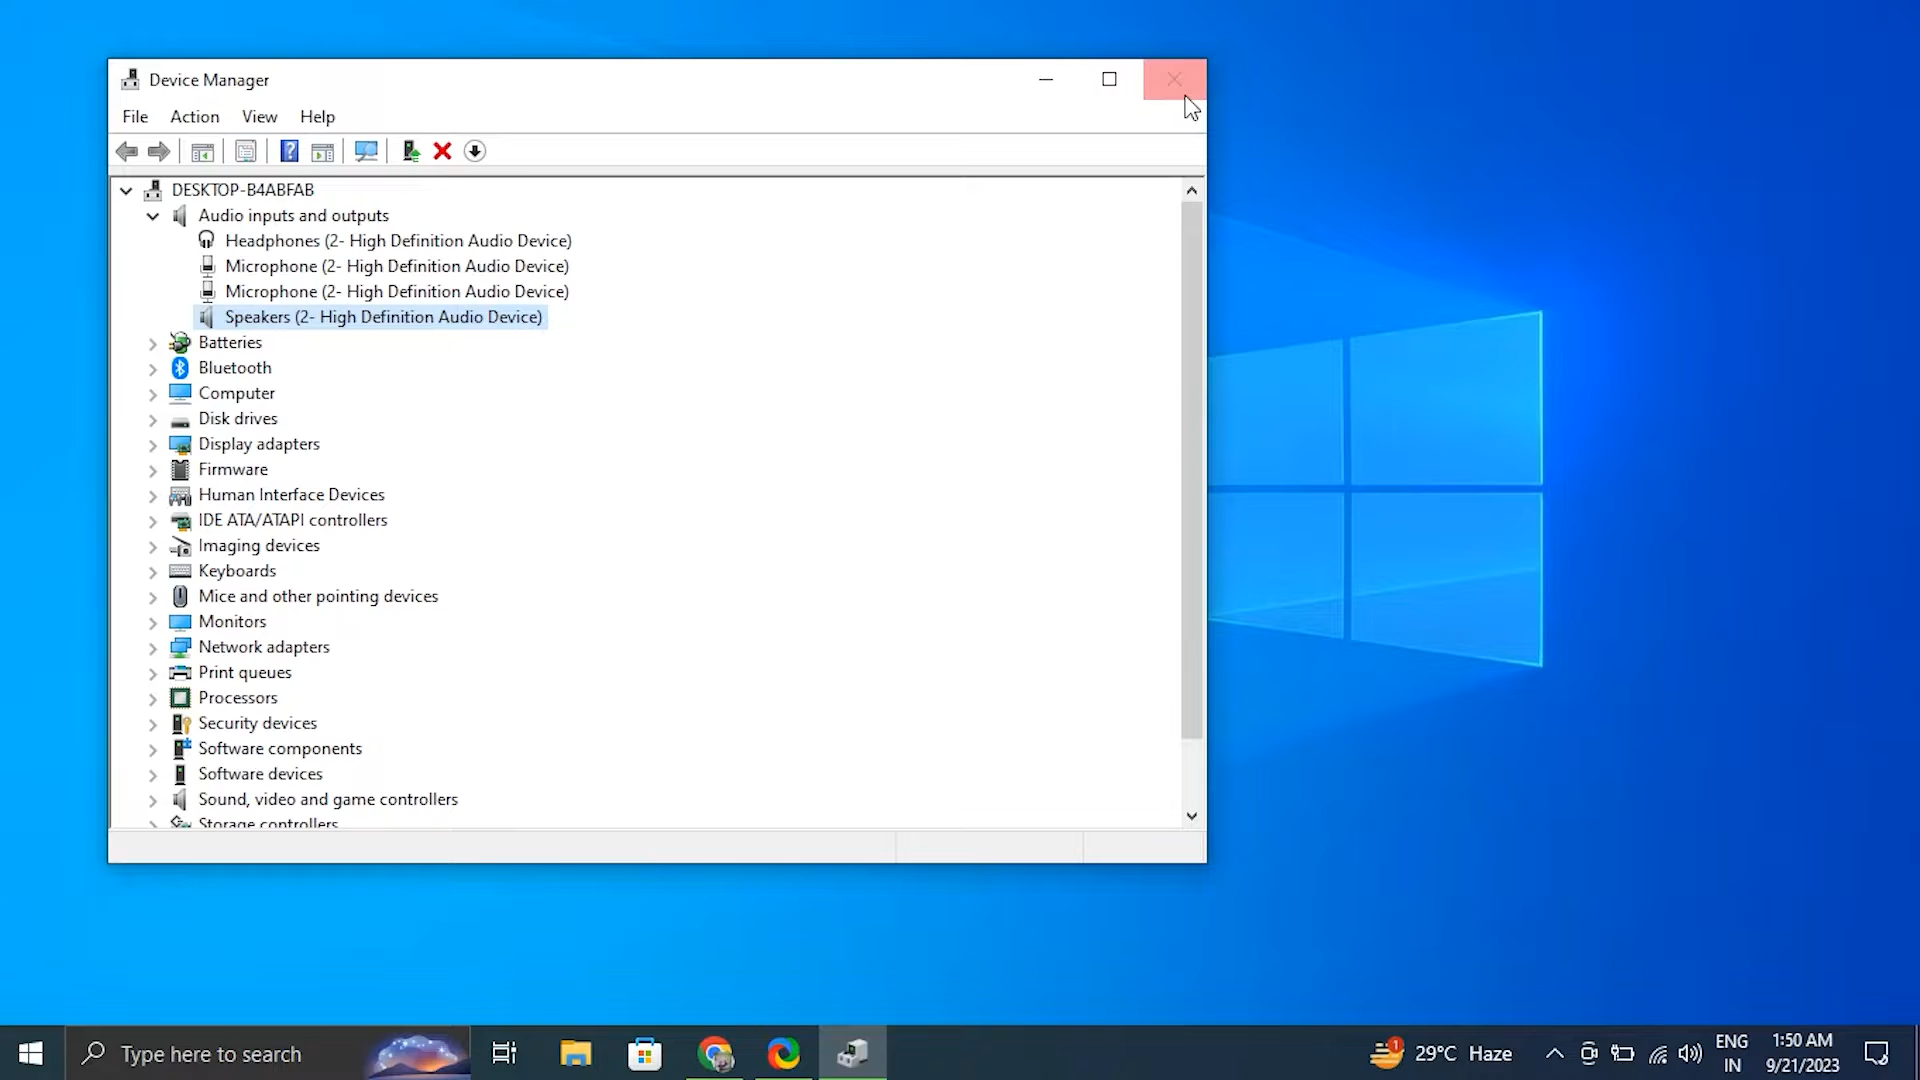 Device Manager
File Action View Help
DESKTOP-B4ABFAB
Audio inputs and outputs
Headphones (2- High Definition Audio Device)
Microphone (2- High Definition Audio Device)
Microphone (2- High Definition Audio Device)
Speakers (2- High Definition Audio Device)
Batteries
Bluetooth
Computer
Disk drives
Display adapters
Firmware
Human Interface Devices
IDE ATA/ATAPI controllers
Imaging devices
Keyboards
Mice and other pointing devices
Monitors
Network adapters
Print queues
Processors
Security devices
Software components
Software devices
Sound, video and game controllers
Storage controllers
Type here to search
1
29°C Haze
ENG
IN
1:50 AM
9/21/2023